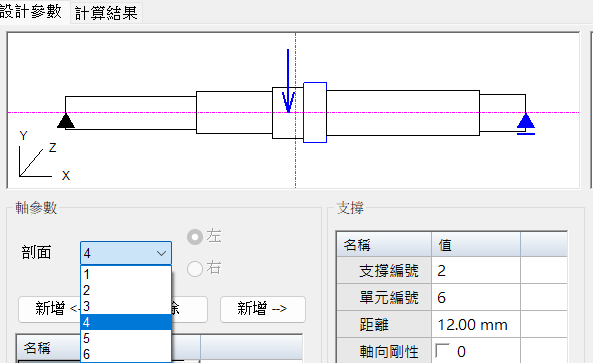 設計參數 計算結果
Y
Z
X
軸參數
剖面 4
左
右
1
2
3
4
5
6
新增 <- 除 新增 -->
名稱
支撐
名稱 值
支撐編號 2
單元編號 6
距離 12.00 mm
軸向剛性 0